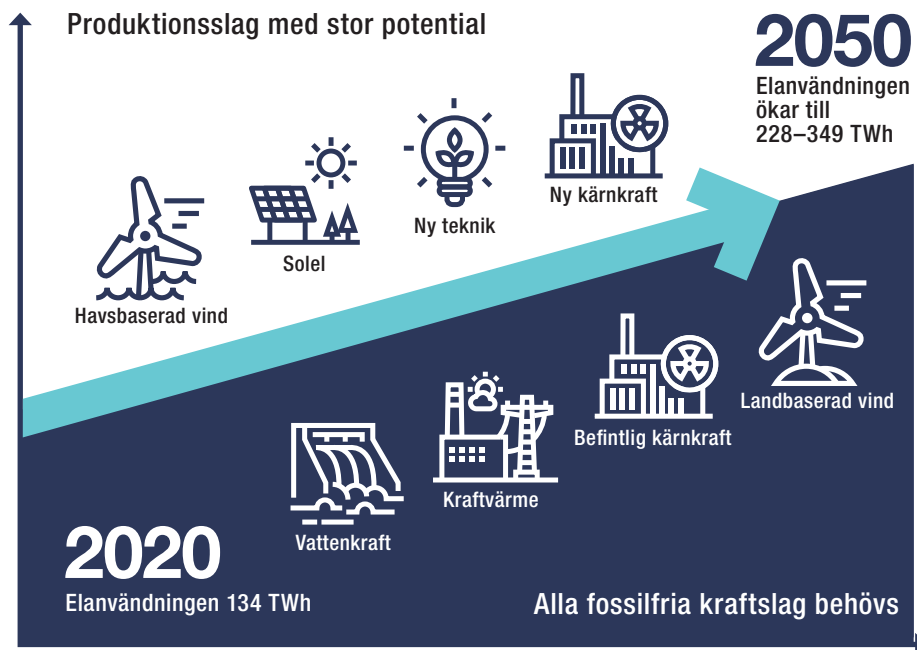 Produktionsslag med stor potential
2050
Elanvändningen
ökar till
228–349 TWh
Ny kärnkraft
Ny teknik
Solel
Havsbaserad vind
Landbaserad vind
Befintlig kärnkraft
Kraftvärme
Vattenkraft
2020
Elanvändningen 134 TWh
Alla fossilfria kraftslag behövs